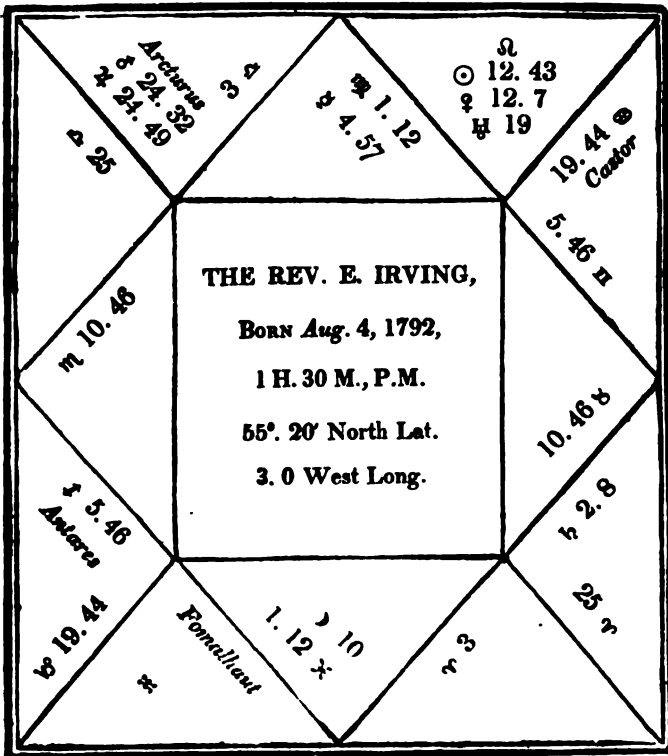 ♌
☉ 12. 43
♀ 12. 7
♅ 19
Arcturus
♂ 24. 32
♃ 24. 49
3 ♎
♍ 1. 12
☿ 4. 57
19. 44 ♋
Castor
♎ 25
5. 46 ♊
THE REV. E. IRVING,
BORN Aug. 4, 1792,
1 H. 30 M., P.M.
55°. 20′ North Lat.
3. 0 West Long.
♏ 10. 46
10. 46 ♉
♐ 5. 46
Antares
♄ 2. 8
♑ 19. 44
Fomalhaut
♒
☽ 10
1. 12 ♓
♈ 3
25 ♈